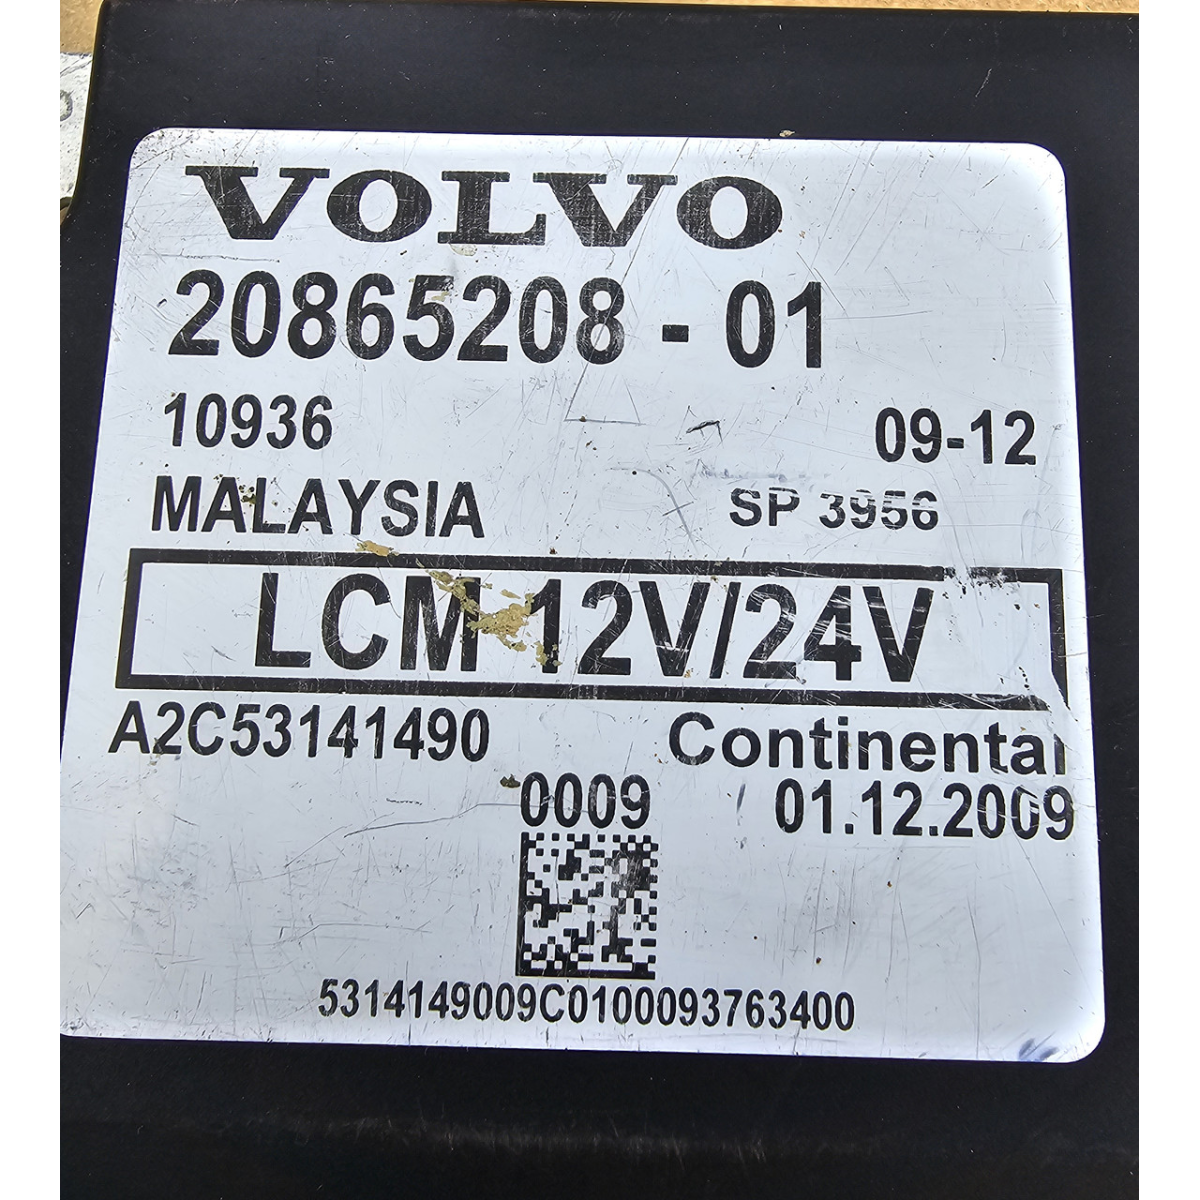 VOLVO
20865208 - 01
10936 09-12
MALAYSIA SP 3956
LCM 12V/24V
A2C53141490 Continental
0009 01.12.2009
5314149009C0100093763400